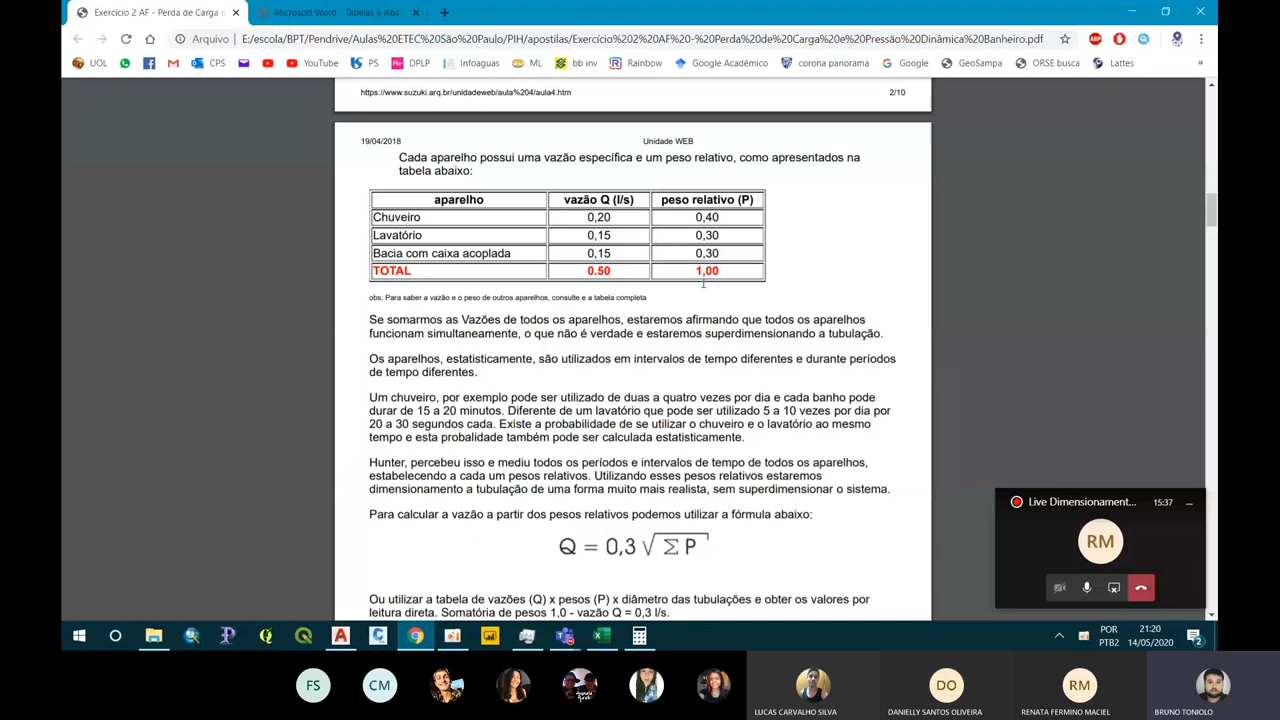 Exercício 2 AF - Perda de Carga e
Microsoft Word - Tabelas e Aba
Arquivo
E:/escola/BPT/Pendrive/Aulas%20ETEC%20São%20Paulo/PIH/apostilas/Exercício%202%20AF%20-%20Perda%20de%20Carga%20e%20Pressão%20Dinâmica%20Banheiro.pdf
ABP
UOL
CPS
YouTube
PS
DPLP
Infoaguas
ML
bb inv
Rainbow
Google Acadêmico
corona panorama
Google
GeoSampa
ORSE busca
Lattes
»
https://www.suzuki.arq.br/unidadeweb/aula%204/aula4.htm
2/10
19/04/2018
Unidade WEB
Cada aparelho possui uma vazão específica e um peso relativo, como apresentados na
tabela abaixo:
aparelho vazão Q (l/s) peso relativo (P)
Chuveiro 0,20 0,40
Lavatório 0,15 0,30
Bacia com caixa acoplada 0,15 0,30
TOTAL 0.50 1,00
obs: Para saber a vazão e o peso de outros aparelhos, consulte e a tabela completa
Se somarmos as Vazões de todos os aparelhos, estaremos afirmando que todos os aparelhos
funcionam simultaneamente, o que não é verdade e estaremos superdimensionando a tubulação.
Os aparelhos, estatisticamente, são utilizados em intervalos de tempo diferentes e durante períodos
de tempo diferentes.
Um chuveiro, por exemplo pode ser utilizado de duas a quatro vezes por dia e cada banho pode
durar de 15 a 20 minutos. Diferente de um lavatório que pode ser utilizado 5 a 10 vezes por dia por
20 a 30 segundos cada. Existe a probabilidade de se utilizar o chuveiro e o lavatório ao mesmo
tempo e esta probalidade também pode ser calculada estatisticamente.
Hunter, percebeu isso e mediu todos os períodos e intervalos de tempo de todos os aparelhos,
estabelecendo a cada um pesos relativos. Utilizando esses pesos relativos estaremos
dimensionamento a tubulação de uma forma muito mais realista, sem superdimensionar o sistema.
Para calcular a vazão a partir dos pesos relativos podemos utilizar a fórmula abaixo:
Q = 0,3 √ Σ P
Ou utilizar a tabela de vazões (Q) x pesos (P) x diâmetro das tubulações e obter os valores por
leitura direta. Somatória de pesos 1,0 - vazão Q = 0,3 l/s.
Live Dimensionament...
15:37
RM
POR
PTB2
21:20
14/05/2020
2
FS
CM
LUCAS CARVALHO SILVA
DO
DANIELLY SANTOS OLIVEIRA
RM
RENATA FERMINO MACIEL
BRUNO TONIOLO